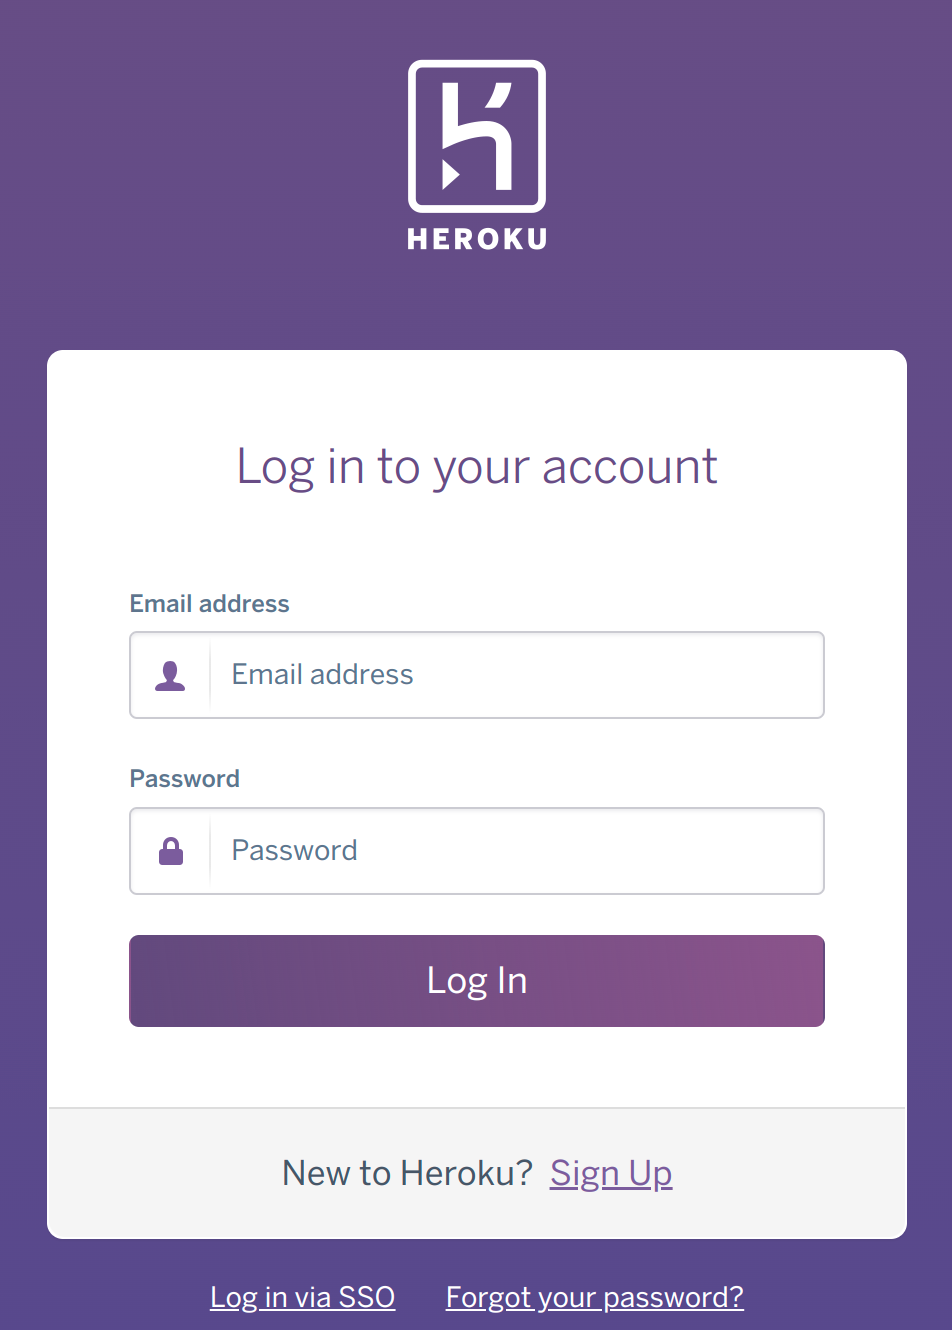 HEROKU
Log in to your account
Email address
Email address
Password
Password
Log In
New to Heroku? Sign Up
Log in via SSO Forgot your password?